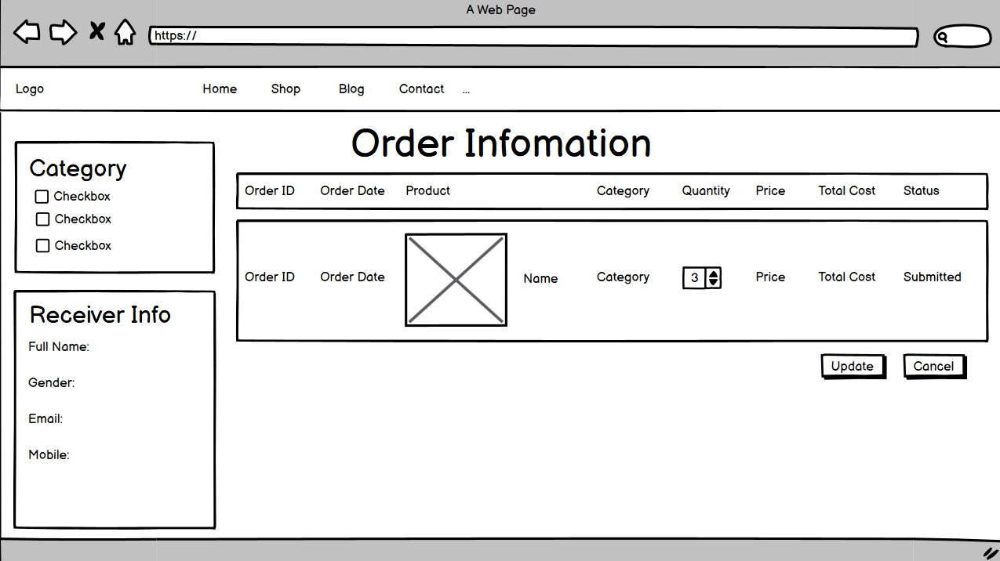 A Web Page
https://
Logo Home Shop Blog Contact ...
Order Infomation
Category
Checkbox
Checkbox
Checkbox
Receiver Info
Full Name:
Gender:
Email:
Mobile:
Order ID Order Date Product Category Quantity Price Total Cost Status
Order ID Order Date Name Category 3 Price Total Cost Submitted
Update Cancel